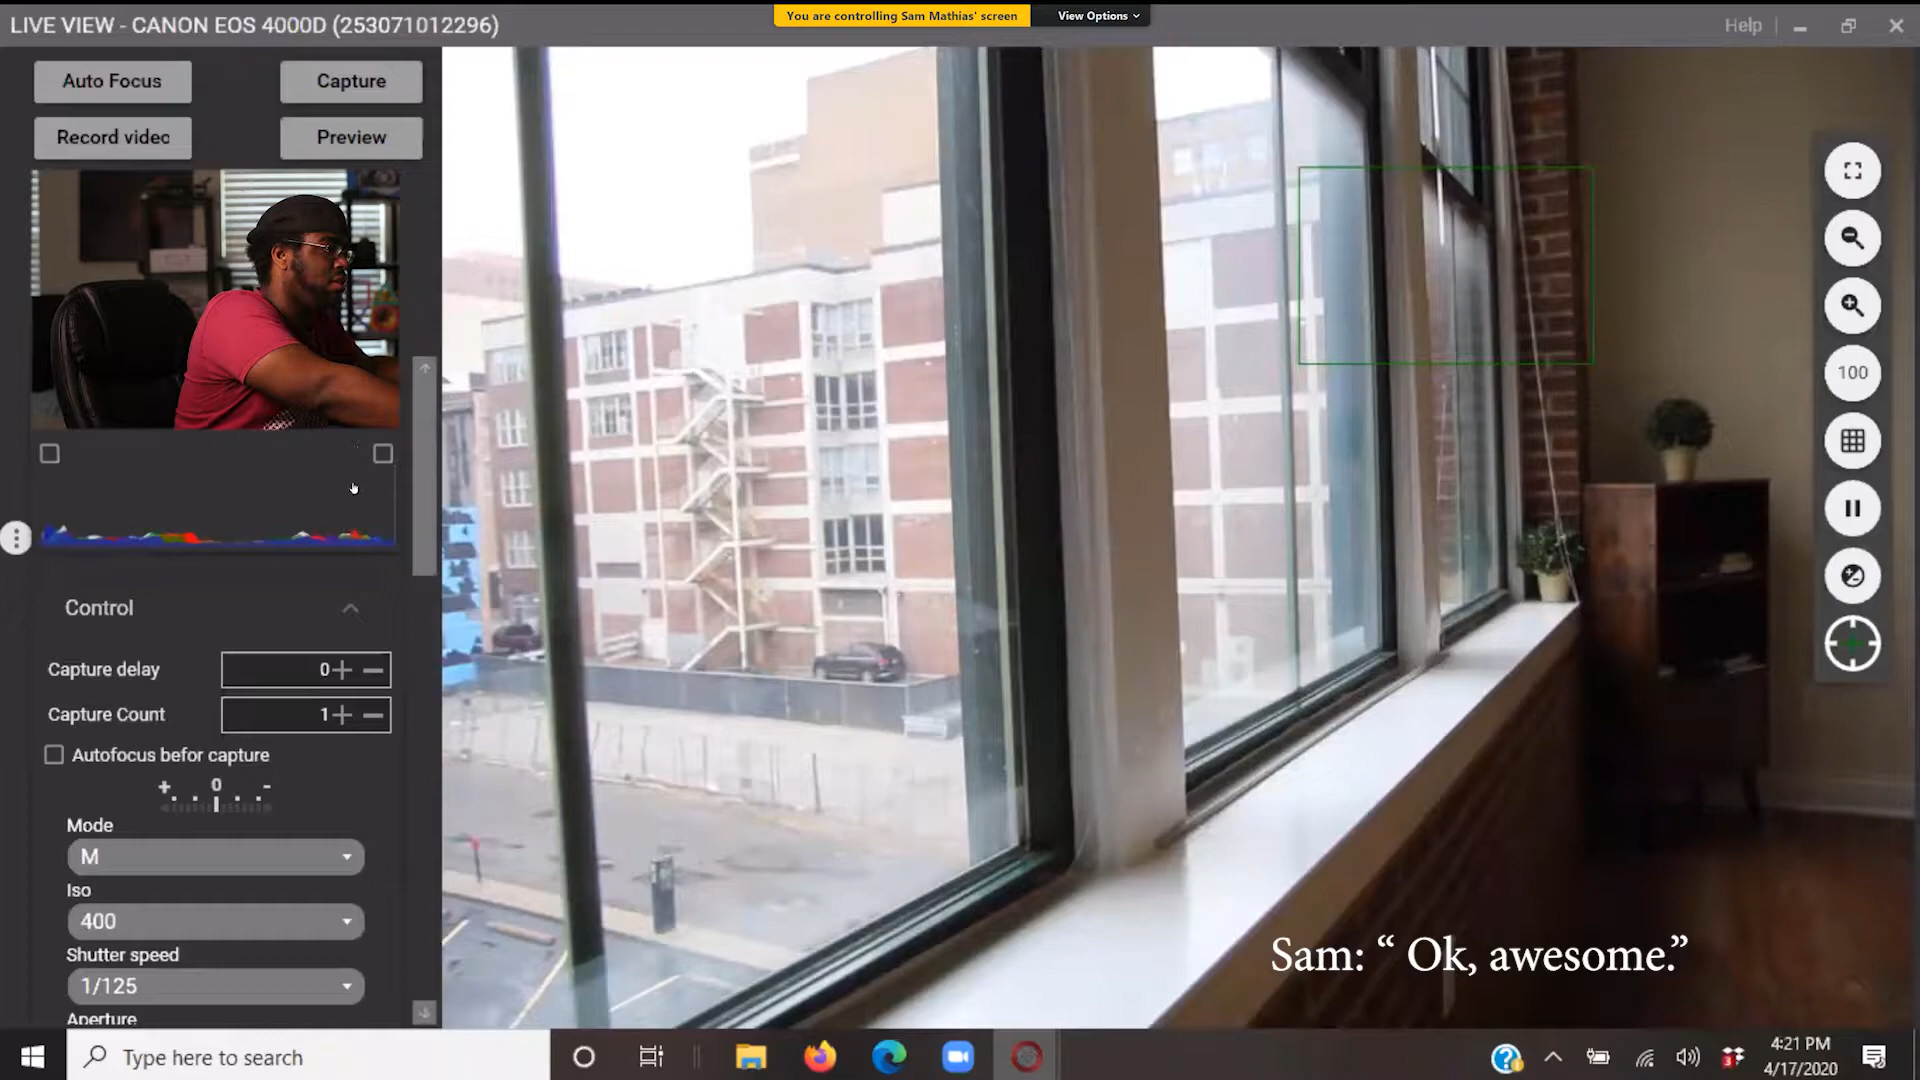 LIVE VIEW - CANON EOS 4000D (253071012296)
You are controlling Sam Mathias' screen
View Options
Help
Auto Focus
Capture
Record video
Preview
100
Control
Capture delay
0
Capture Count
1
Autofocus befor capture
+ 0 -
Mode
M
Iso
400
Shutter speed
1/125
Aperture
Sam: “ Ok, awesome.”
Type here to search
4:21 PM
4/17/2020